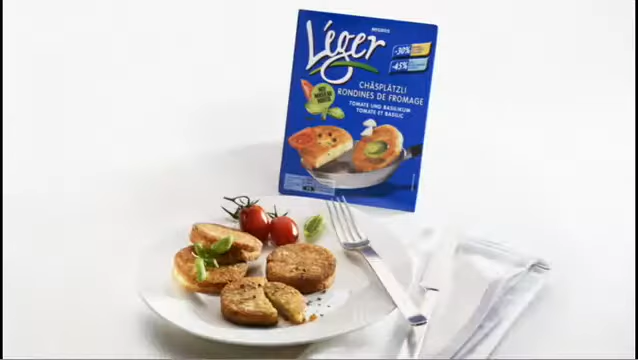 MIGROS
Léger
-30%
-45%
CHÄSPLÄTZLI
RONDINES DE FROMAGE
TOMATE UND BASILIKUM
TOMATE ET BASILIC